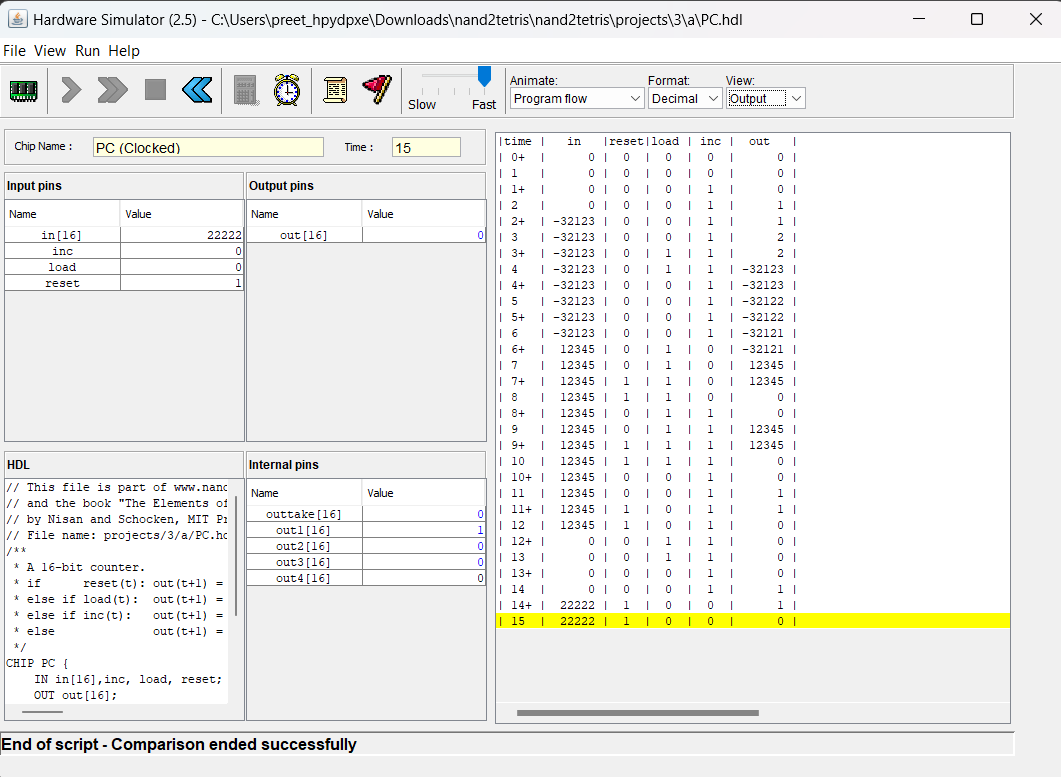 Hardware Simulator (2.5) - C:\Users\preet_hpydpxe\Downloads\nand2tetris\nand2tetris\projects\3\a\PC.hdl
File View Run Help
Slow Fast
Animate: Format: View:
Program flow Decimal Output
Chip Name : PC (Clocked) Time : 15
Input pins
Name Value
in[16] 22222
inc 0
load 0
reset 1
Output pins
Name Value
out[16] 0
HDL
// This file is part of www.nand
// and the book "The Elements of
// by Nisan and Schocken, MIT Pr
// File name: projects/3/a/PC.hd
/**
* A 16-bit counter.
* if reset(t): out(t+1) =
* else if load(t): out(t+1) =
* else if inc(t): out(t+1) =
* else out(t+1) =
*/
CHIP PC {
IN in[16],inc, load, reset;
OUT out[16];
Internal pins
Name Value
outtake[16] 0
out1[16] 1
out2[16] 0
out3[16] 0
out4[16] 0
|time | in |reset|load | inc | out |
| 0+ | 0 | 0 | 0 | 0 | 0 |
| 1 | 0 | 0 | 0 | 0 | 0 |
| 1+ | 0 | 0 | 0 | 1 | 0 |
| 2 | 0 | 0 | 0 | 1 | 1 |
| 2+ | -32123 | 0 | 0 | 1 | 1 |
| 3 | -32123 | 0 | 0 | 1 | 2 |
| 3+ | -32123 | 0 | 1 | 1 | 2 |
| 4 | -32123 | 0 | 1 | 1 | -32123 |
| 4+ | -32123 | 0 | 0 | 1 | -32123 |
| 5 | -32123 | 0 | 0 | 1 | -32122 |
| 5+ | -32123 | 0 | 0 | 1 | -32122 |
| 6 | -32123 | 0 | 0 | 1 | -32121 |
| 6+ | 12345 | 0 | 1 | 0 | -32121 |
| 7 | 12345 | 0 | 1 | 0 | 12345 |
| 7+ | 12345 | 1 | 1 | 0 | 12345 |
| 8 | 12345 | 1 | 1 | 0 | 0 |
| 8+ | 12345 | 0 | 1 | 1 | 0 |
| 9 | 12345 | 0 | 1 | 1 | 12345 |
| 9+ | 12345 | 1 | 1 | 1 | 12345 |
| 10 | 12345 | 1 | 1 | 1 | 0 |
| 10+ | 12345 | 0 | 0 | 1 | 0 |
| 11 | 12345 | 0 | 0 | 1 | 1 |
| 11+ | 12345 | 1 | 0 | 1 | 1 |
| 12 | 12345 | 1 | 0 | 1 | 0 |
| 12+ | 0 | 0 | 1 | 1 | 0 |
| 13 | 0 | 0 | 1 | 1 | 0 |
| 13+ | 0 | 0 | 0 | 1 | 0 |
| 14 | 0 | 0 | 0 | 1 | 1 |
| 14+ | 22222 | 1 | 0 | 0 | 1 |
| 15 | 22222 | 1 | 0 | 0 | 0 |
End of script - Comparison ended successfully